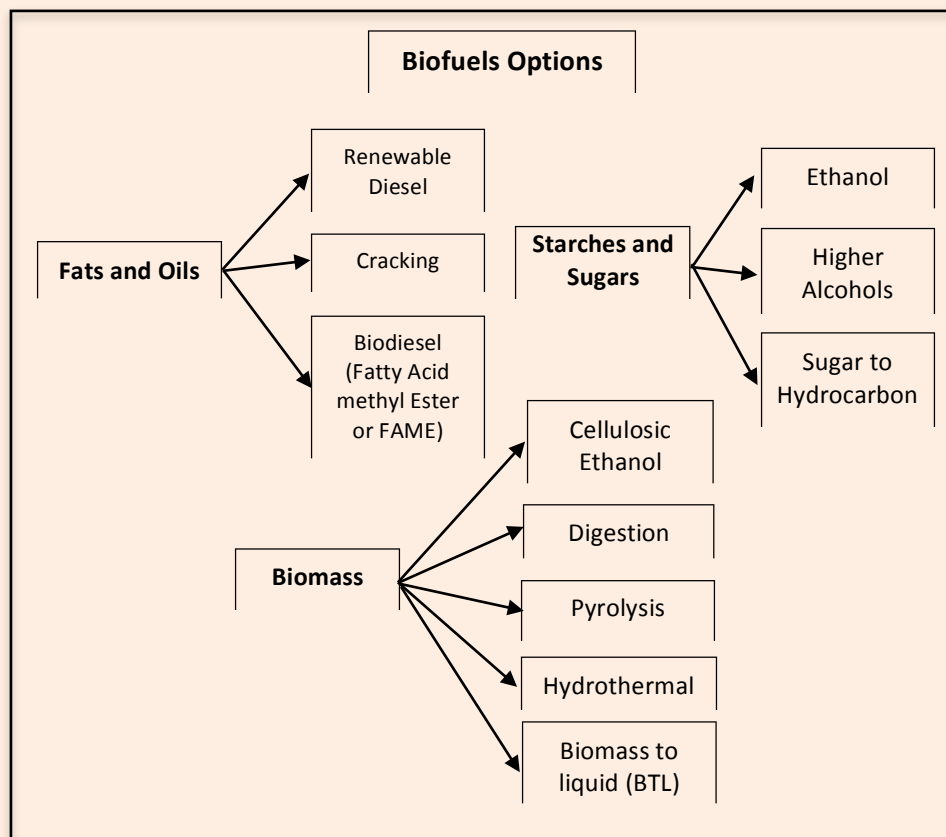 Biofuels Options
Fats and Oils
Renewable
Diesel
Cracking
Biodiesel
(Fatty Acid
methyl Ester
or FAME)
Starches and
Sugars
Ethanol
Higher
Alcohols
Sugar to
Hydrocarbon
Biomass
Cellulosic
Ethanol
Digestion
Pyrolysis
Hydrothermal
Biomass to
liquid (BTL)